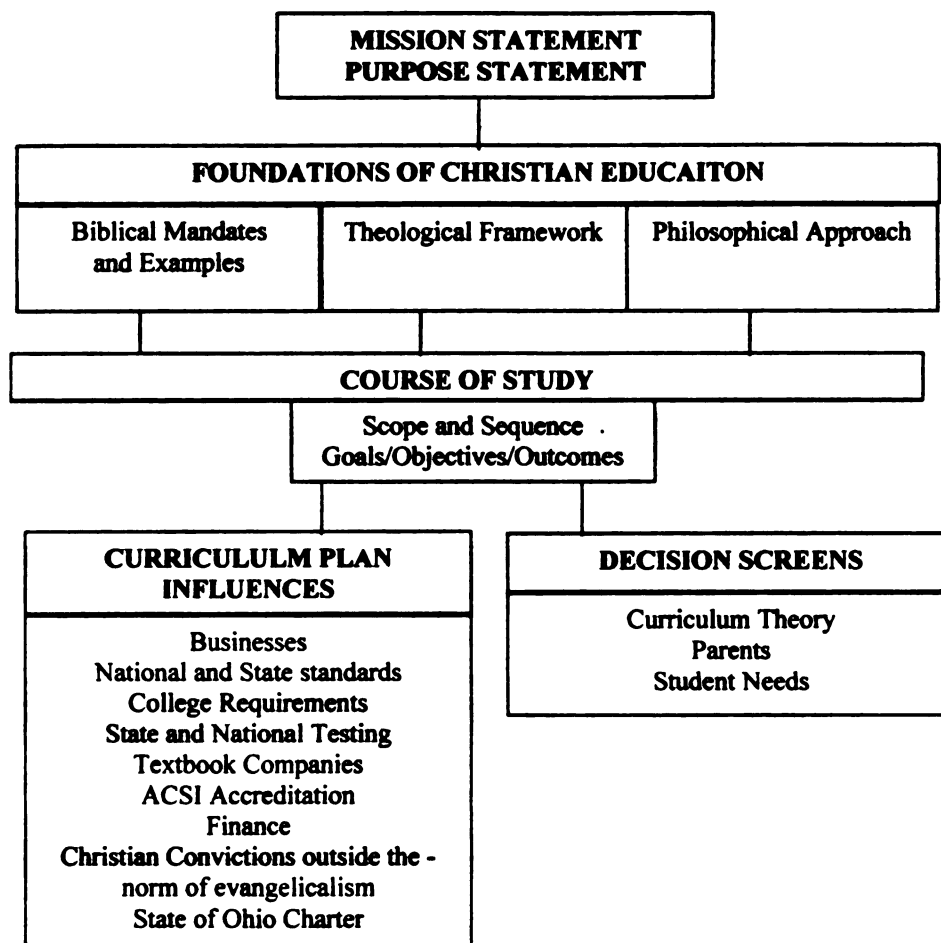 MISSION STATEMENT
PURPOSE STATEMENT
FOUNDATIONS OF CHRISTIAN EDUCAITON
Biblical Mandates
and Examples
Theological Framework
Philosophical Approach
COURSE OF STUDY
Scope and Sequence .
Goals/Objectives/Outcomes
CURRICULULM PLAN
INFLUENCES
Businesses
National and State standards
College Requirements
State and National Testing
Textbook Companies
ACSI Accreditation
Finance
Christian Convictions outside the -
norm of evangelicalism
State of Ohio Charter
DECISION SCREENS
Curriculum Theory
Parents
Student Needs